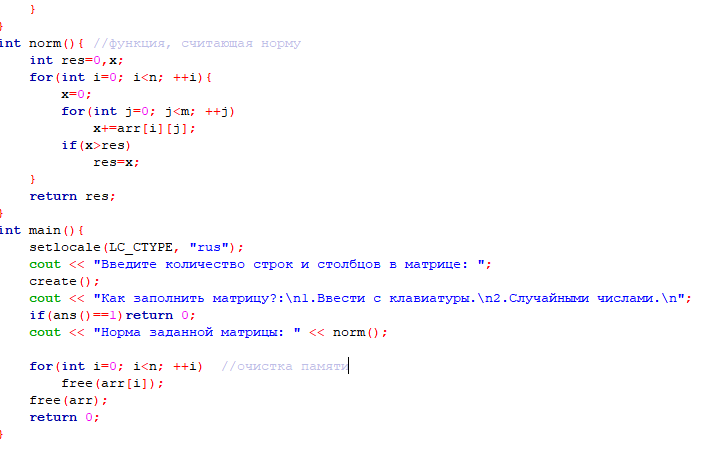 }
}
int norm(){ //функция, считающая норму
    int res=0,x;
    for(int i=0; i<n; ++i){
        x=0;
        for(int j=0; j<m; ++j)
            x+=arr[i][j];
        if(x>res)
            res=x;
    }
    return res;
}
int main(){
    setlocale(LC_CTYPE, "rus");
    cout << "Введите количество строк и столбцов в матрице: ";
    create();
    cout << "Как заполнить матрицу?:\n1.Ввести с клавиатуры.\n2.Случайными числами.\n";
    if(ans()==1)return 0;
    cout << "Норма заданной матрицы: " << norm();

    for(int i=0; i<n; ++i)  //очистка памяти
        free(arr[i]);
    free(arr);
    return 0;
}